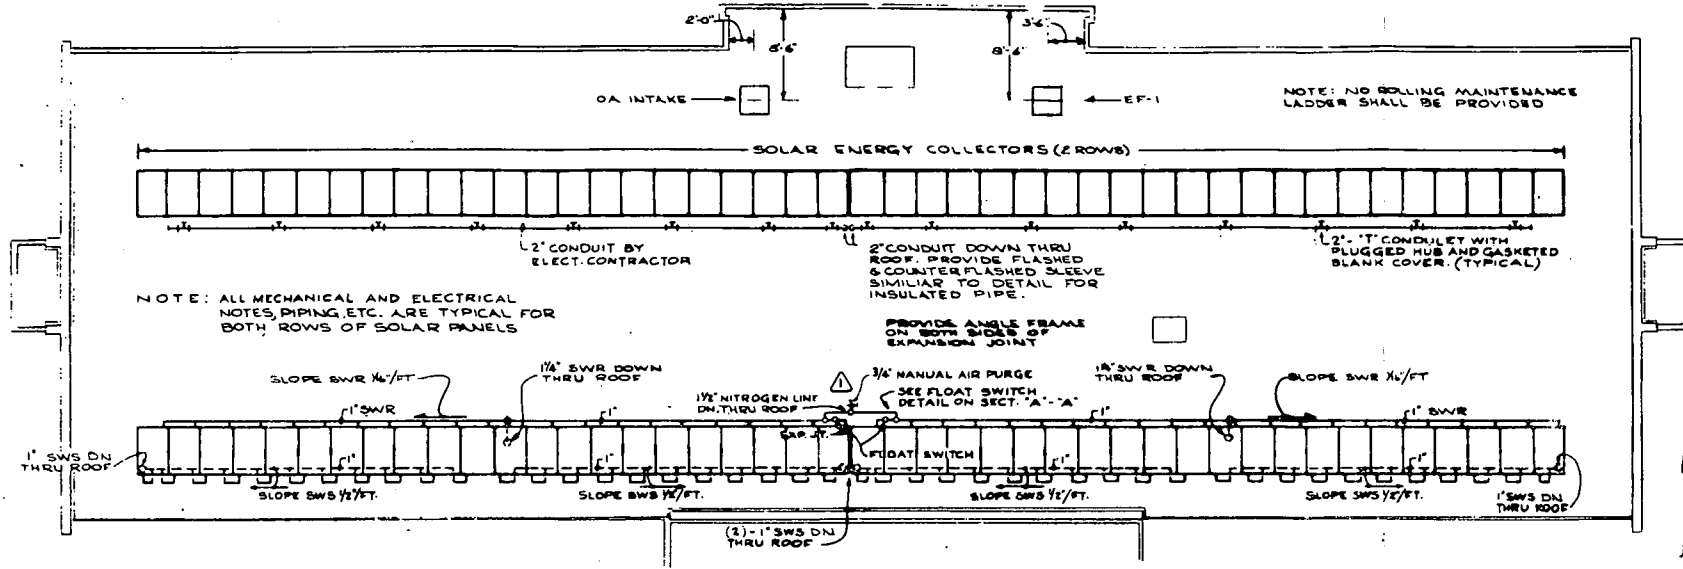 2'-0"
8'-6"
3'-6"
8'-6"
OA INTAKE
EF-1
NOTE: NO ROLLING MAINTENANCE
LADDER SHALL BE PROVIDED
SOLAR ENERGY COLLECTORS (2 ROWS)
2" CONDUIT BY
ELECT. CONTRACTOR
2" CONDUIT DOWN THRU
ROOF. PROVIDE FLASHED
& COUNTERFLASHED SLEEVE
SIMILIAR TO DETAIL FOR
INSULATED PIPE.
2" - "T" CONDULET WITH
PLUGGED HUB AND GASKETED
BLANK COVER. (TYPICAL)
NOTE: ALL MECHANICAL AND ELECTRICAL
NOTES, PIPING, ETC. ARE TYPICAL FOR
BOTH ROWS OF SOLAR PANELS
PROVIDE ANGLE FRAME
ON BOTH SIDES OF
EXPANSION JOINT
SLOPE SWR 1/16"/FT
1 1/4" SWR DOWN
THRU ROOF
1
3/4" MANUAL AIR PURGE
1 1/2" NITROGEN LINE
DN. THRU ROOF
SEE FLOAT SWITCH
DETAIL ON SECT. "A"-"A"
SWR DOWN
THRU ROOF
SLOPE SWR 1/16"/FT
1" SWR
1"
1"
1" SWR
EXP. JT.
FLOAT SWITCH
1" SWS DN
THRU ROOF
1"
1"
1"
1"
SLOPE SWS 1/2"/FT.
SLOPE SWS 1/2"/FT.
SLOPE SWS 1/2"/FT.
SLOPE SWS 1/2"/FT.
1" SWS DN
THRU ROOF
(2)-1" SWS DN
THRU ROOF